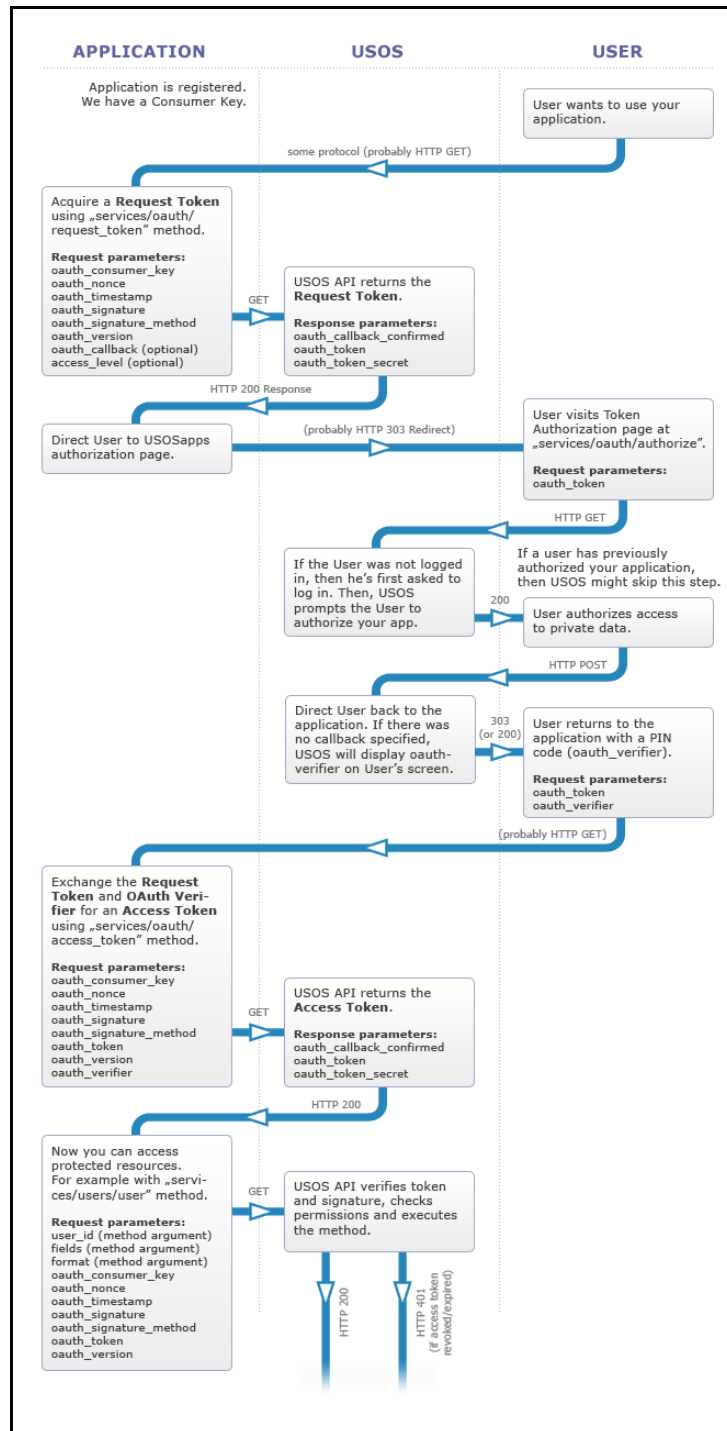 APPLICATION
USOS
USER
Application is registered.
We have a Consumer Key.
User wants to use your
application.
some protocol (probably HTTP GET)
Acquire a Request Token
using „services/oauth/
request_token” method.
Request parameters:
oauth_consumer_key
oauth_nonce
oauth_timestamp
oauth_signature
oauth_signature_method
oauth_version
oauth_callback (optional)
access_level (optional)
GET
USOS API returns the
Request Token.
Response parameters:
oauth_callback_confirmed
oauth_token
oauth_token_secret
HTTP 200 Response
Direct User to USOSapps
authorization page.
(probably HTTP 303 Redirect)
User visits Token
Authorization page at
„services/oauth/authorize”.
Request parameters:
oauth_token
HTTP GET
If the User was not logged
in, then he’s first asked to
log in. Then, USOS
prompts the User to
authorize your app.
200
If a user has previously
authorized your application,
then USOS might skip this step.
User authorizes access
to private data.
HTTP POST
Direct User back to the
application. If there was
no callback specified,
USOS will display oauth-
verifier on User’s screen.
303
(or 200)
User returns to the
application with a PIN
code (oauth_verifier).
Request parameters:
oauth_token
oauth_verifier
(probably HTTP GET)
Exchange the Request
Token and OAuth Veri-
fier for an Access Token
using „services/oauth/
access_token” method.
Request parameters:
oauth_consumer_key
oauth_nonce
oauth_timestamp
oauth_signature
oauth_signature_method
oauth_token
oauth_version
oauth_verifier
GET
USOS API returns the
Access Token.
Response parameters:
oauth_callback_confirmed
oauth_token
oauth_token_secret
HTTP 200
Now you can access
protected resources.
For example with „servi-
ces/users/user” method.
Request parameters:
user_id (method argument)
fields (method argument)
format (method argument)
oauth_consumer_key
oauth_nonce
oauth_timestamp
oauth_signature
oauth_signature_method
oauth_token
oauth_version
GET
USOS API verifies token
and signature, checks
permissions and executes
the method.
HTTP 200
HTTP 401
(if access token
revoked/expired)